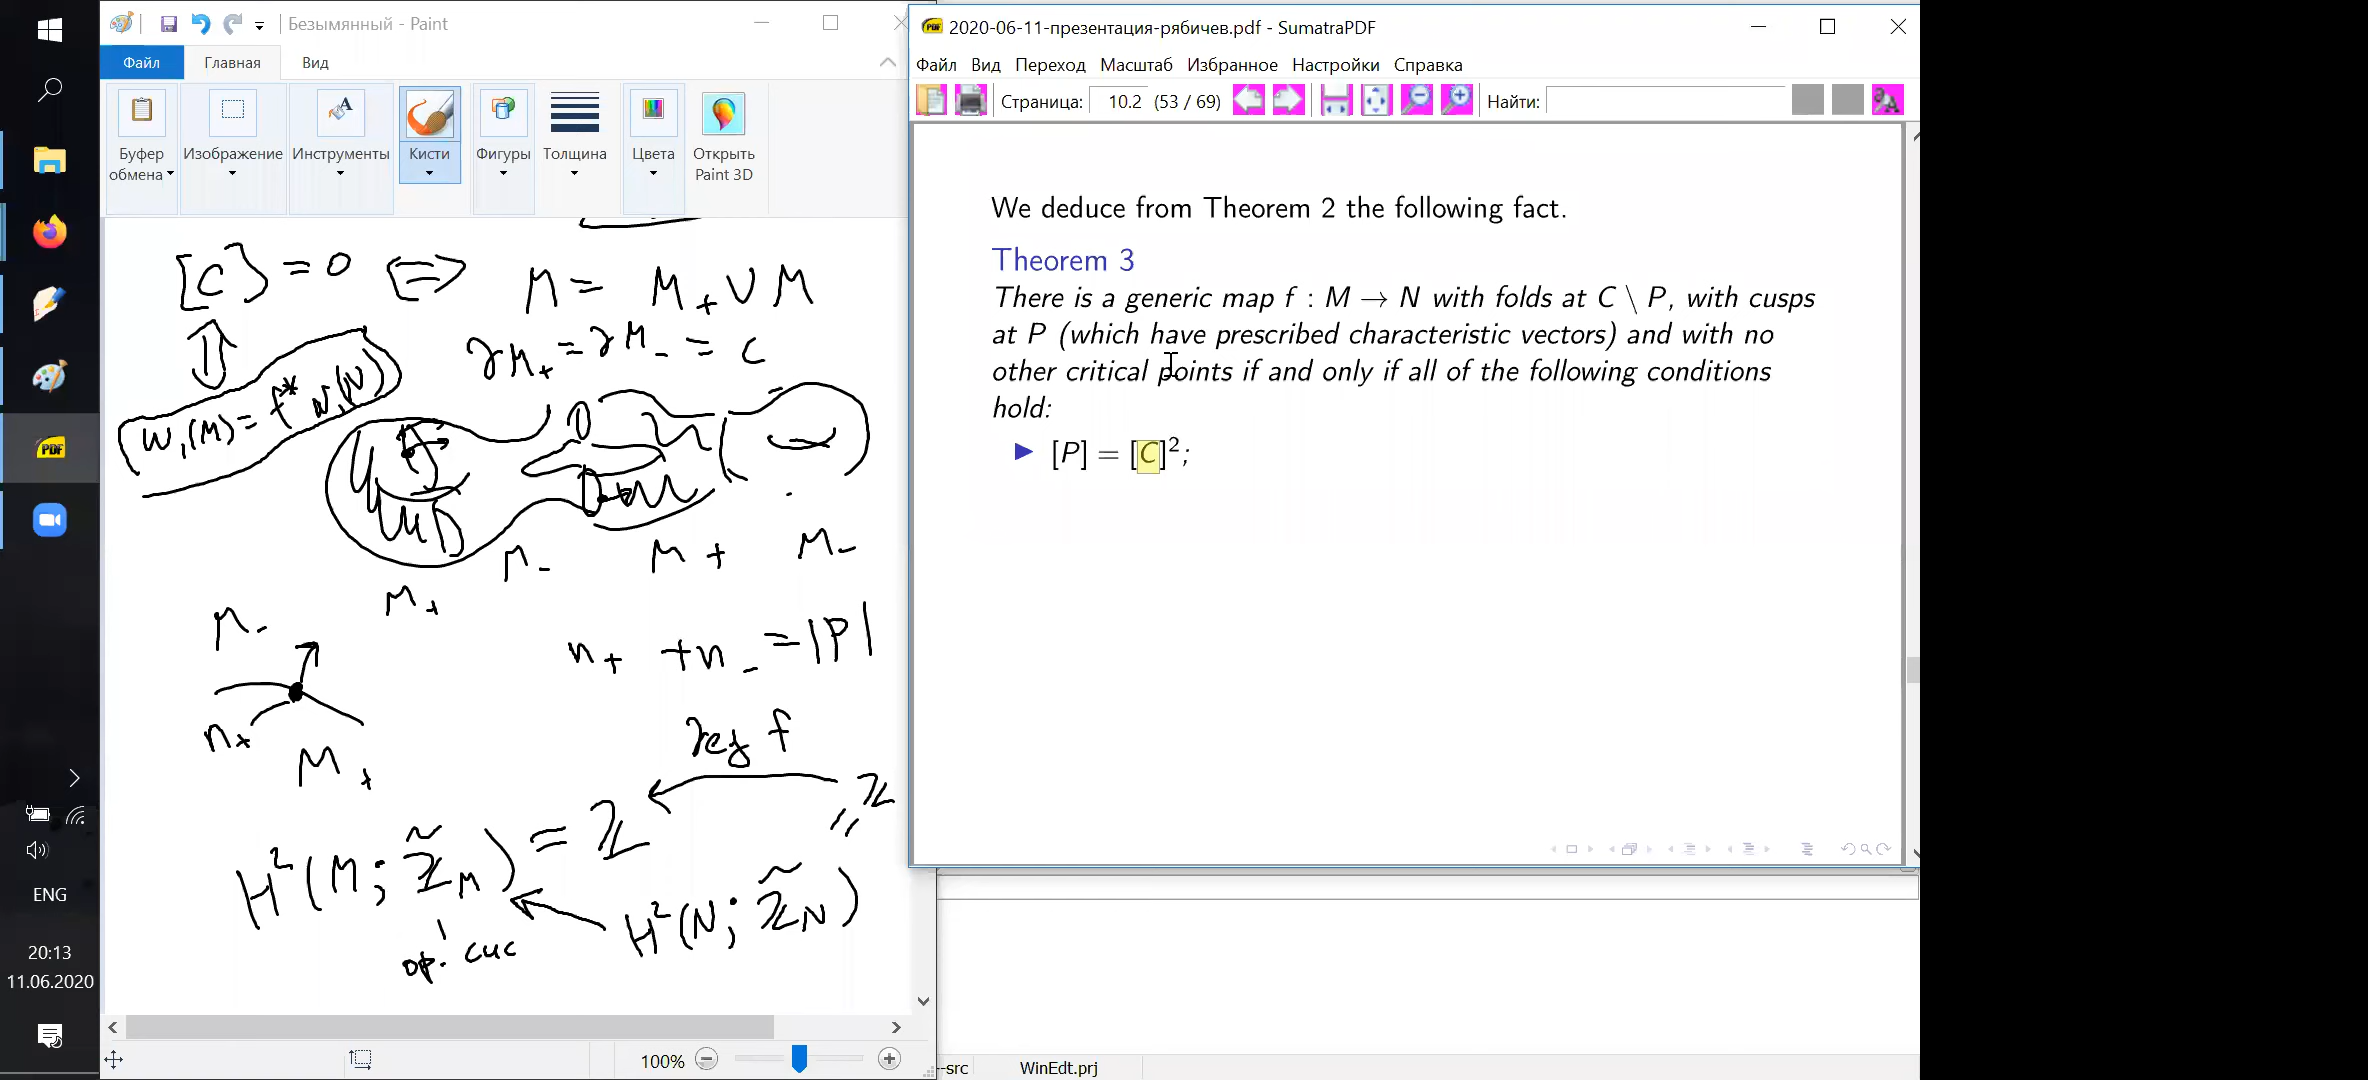 Безымянный - Paint
Файл
Главная
Вид
Буфер обмена
Изображение
Инструменты
Кисти
Фигуры
Толщина
Цвета
Открыть Paint 3D
[C] = 0 ⇔ M = M₊ ∪ M
∂M₊ = ∂M₋ = C
w₁(M) = f* w₁(N)
M₋
M₊
M₋
M₊
M₋
n₊ + n₋ = |P|
n₊
M₊
deg f
H²(M; Z̃_M) = Z
= Z
H²(N; Z̃_N)
ор. сис
100%
ENG
20:13
11.06.2020
2020-06-11-презентация-рябичев.pdf - SumatraPDF
Файл Вид Переход Масштаб Избранное Настройки Справка
Страница: 10.2 (53 / 69)
Найти:
We deduce from Theorem 2 the following fact.
Theorem 3
There is a generic map f : M → N with folds at C \ P, with cusps
at P (which have prescribed characteristic vectors) and with no
other critical points if and only if all of the following conditions
hold:
▶ [P] = [C]²;
--src
WinEdt.prj